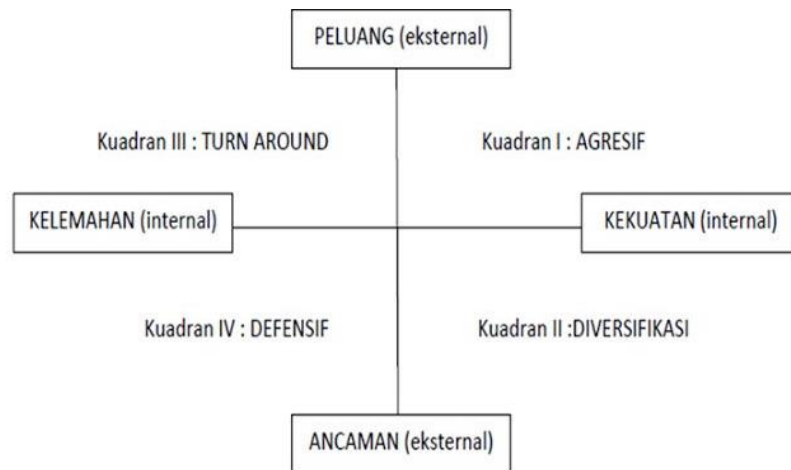 PELUANG (eksternal)
Kuadran III : TURN AROUND
Kuadran I : AGRESIF
KELEMAHAN (internal)
KEKUATAN (internal)
Kuadran IV : DEFENSIF
Kuadran II :DIVERSIFIKASI
ANCAMAN (eksternal)